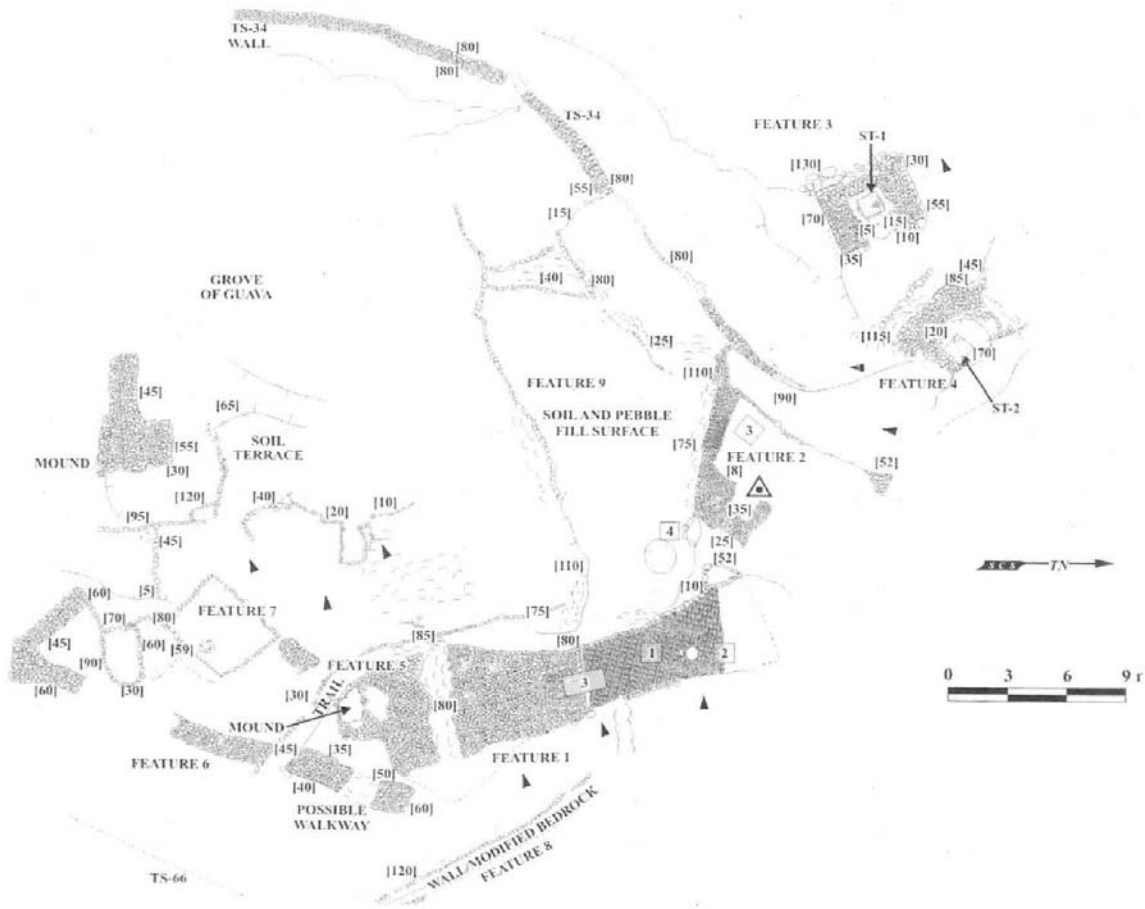 TS-34
WALL
[80]
[80]
TS-34
FEATURE 3
ST-1
[130]
[30]
[80]
[55]
[70]
[55]
[15]
[5]
[15]
[10]
[35]
[80]
[45]
[85]
[40]
[80]
GROVE
OF GUAVA
[115]
[20]
[70]
[25]
[110]
FEATURE 4
ST-2
FEATURE 9
[90]
SOIL AND PEBBLE
FILL SURFACE
[45]
[65]
3
[75]
FEATURE 2
[52]
SOIL
TERRACE
[55]
[30]
MOUND
[8]
[120]
[40]
[20]
[10]
[35]
[95]
[45]
4
[25]
[52]
[110]
[10]
SCS
TN
[5]
[60]
FEATURE 7
[75]
[70]
[80]
[85]
[80]
[45]
[60]
[59]
1
2
[90]
FEATURE 5
3
[60]
[30]
[30]
TRAIL
[80]
0 3 6 9 r
MOUND
[45]
[35]
FEATURE 1
FEATURE 6
[40]
[50]
[60]
POSSIBLE
WALKWAY
WALL/MODIFIED BEDROCK
FEATURE 8
[120]
TS-66